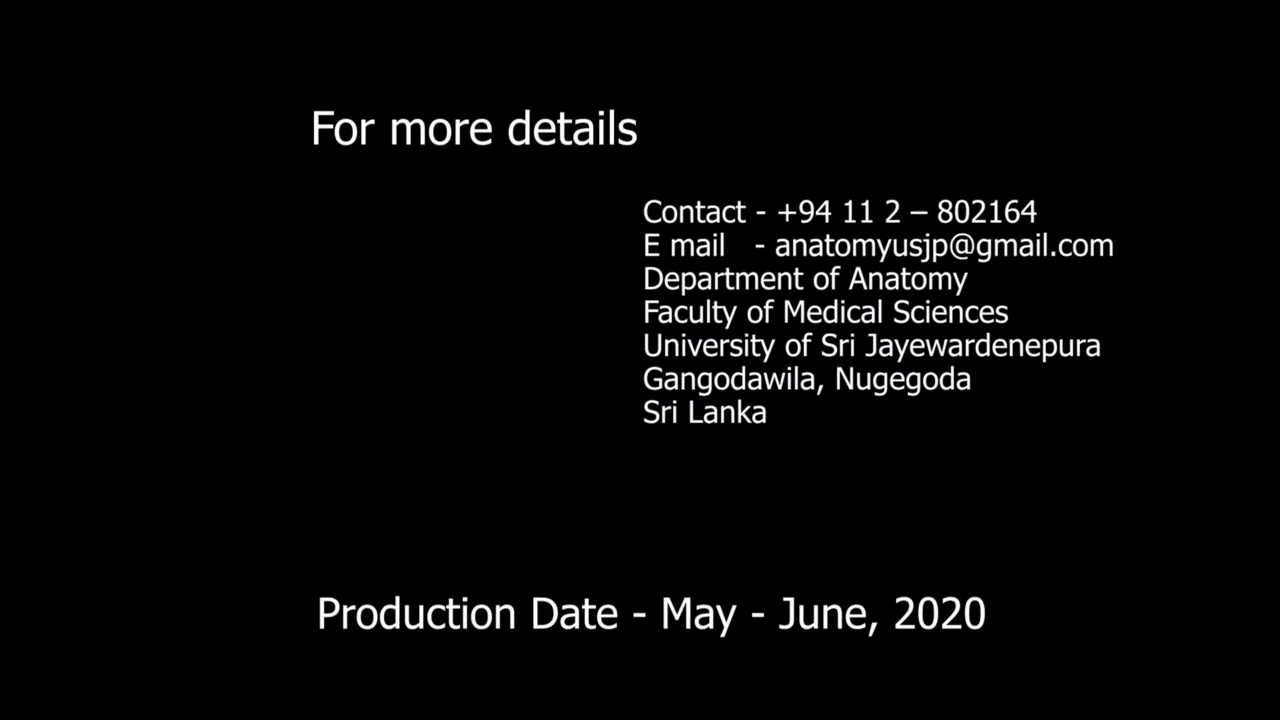 For more details
Contact - +94 11 2 – 802164
E mail - anatomyusjp@gmail.com
Department of Anatomy
Faculty of Medical Sciences
University of Sri Jayewardenepura
Gangodawila, Nugegoda
Sri Lanka
Production Date - May - June, 2020